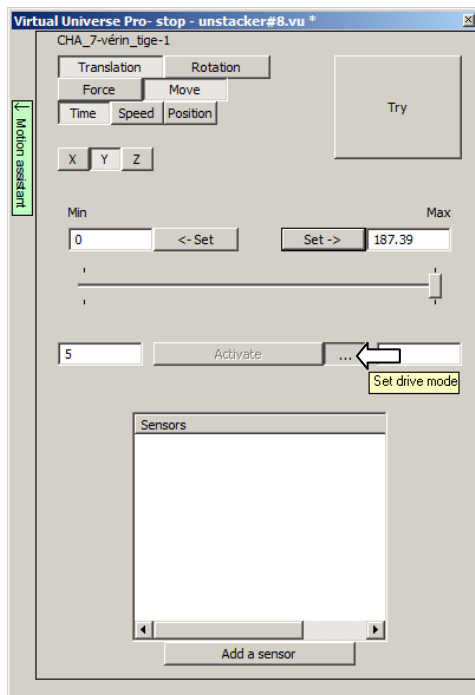 Virtual Universe Pro- stop - unstacker#8.vu *
CHA_7-vérin_tige-1
Translation Rotation
Force Move
Time Speed Position
Try
← Motion assistant
X Y Z
Min Max
0 <- Set Set -> 187.39
5 Activate ...
Set drive mode
Sensors
Add a sensor